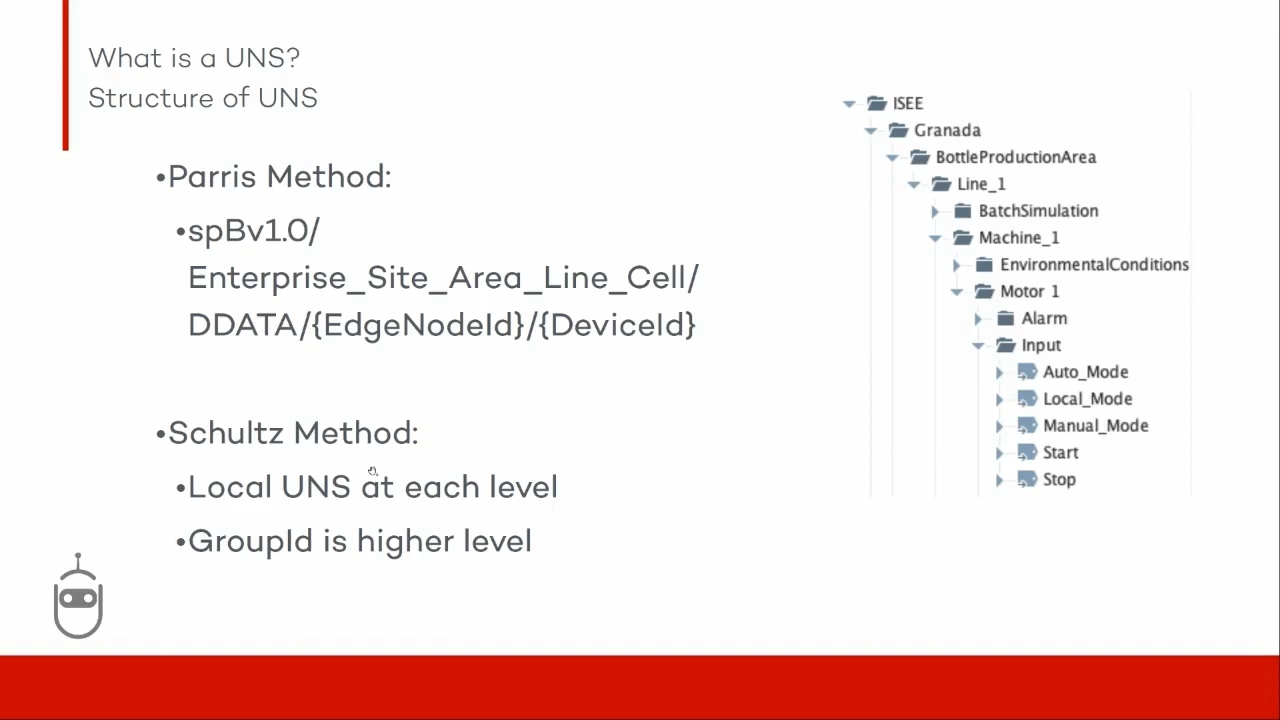 What is a UNS?
Structure of UNS
•Parris Method:
•spBv1.0/
Enterprise_Site_Area_Line_Cell/
DDATA/{EdgeNodeId}/{DeviceId}
•Schultz Method:
•Local UNS at each level
•GroupId is higher level
ISEE
Granada
BottleProductionArea
Line_1
BatchSimulation
Machine_1
EnvironmentalConditions
Motor 1
Alarm
Input
Auto_Mode
Local_Mode
Manual_Mode
Start
Stop